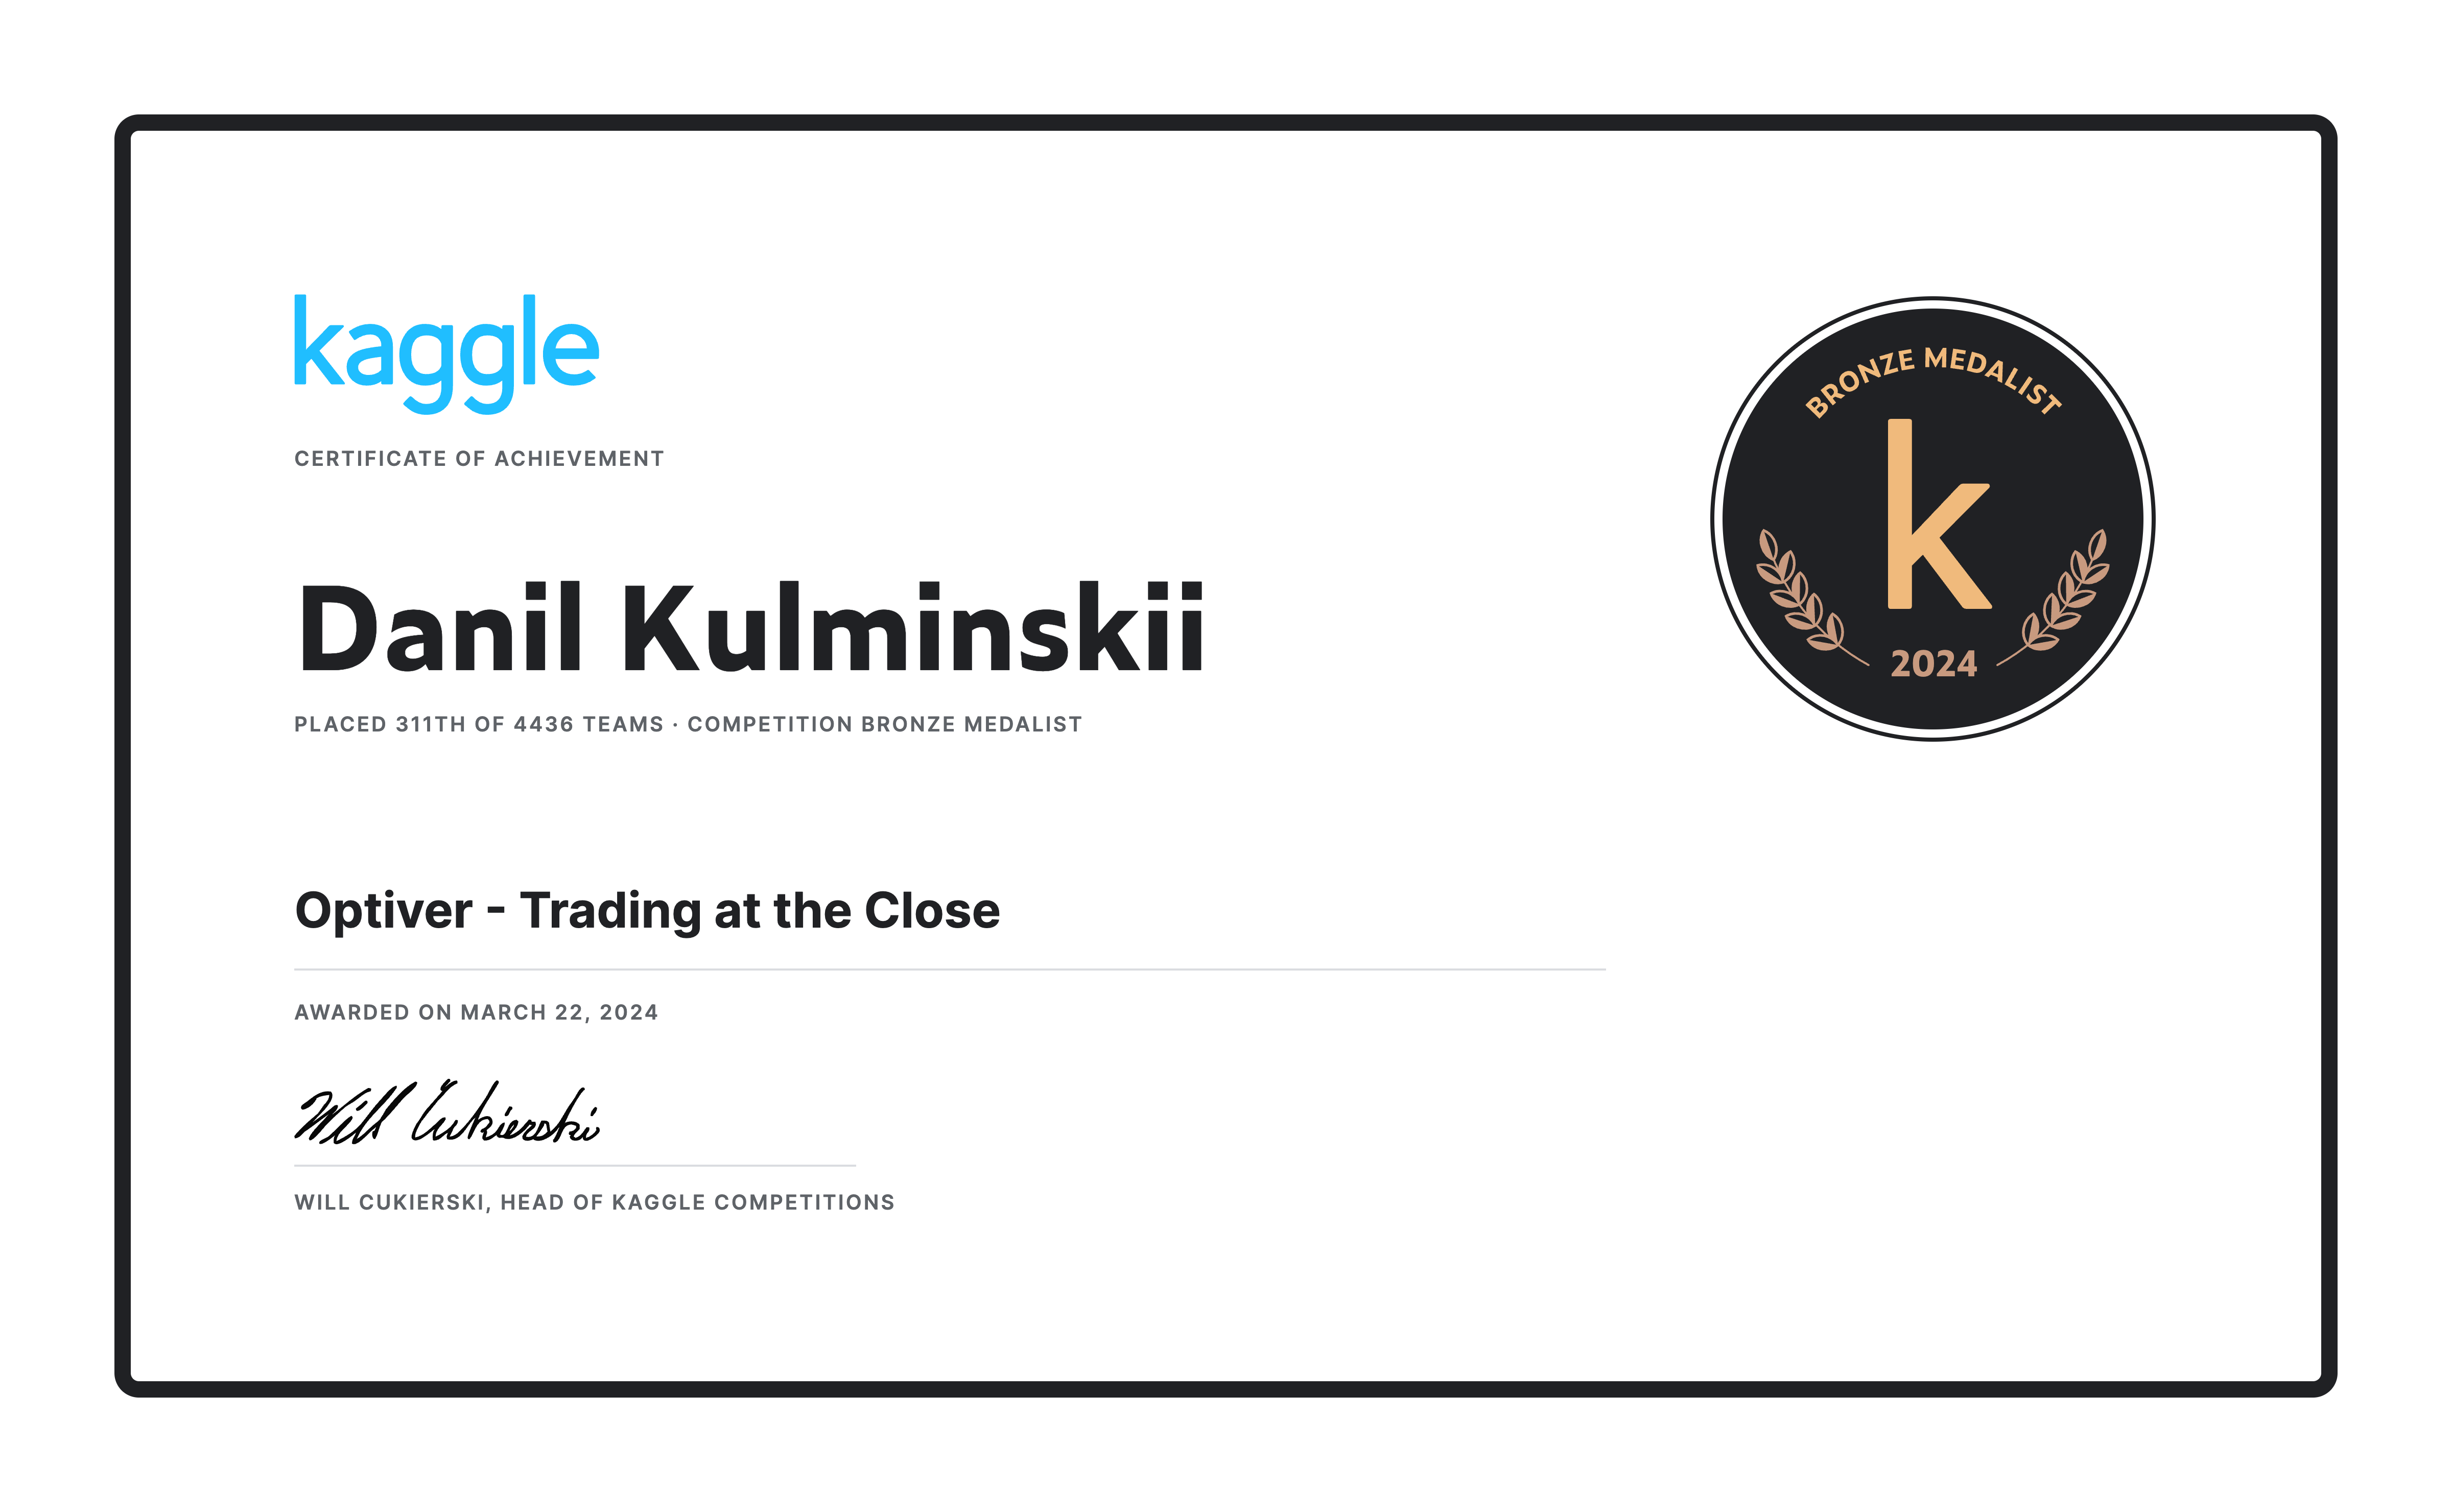 kaggle
CERTIFICATE OF ACHIEVEMENT
Danil Kulminskii
PLACED 311TH OF 4436 TEAMS · COMPETITION BRONZE MEDALIST
BRONZE MEDALIST
k
2024
Optiver - Trading at the Close
AWARDED ON MARCH 22, 2024
Will Cukierski
WILL CUKIERSKI, HEAD OF KAGGLE COMPETITIONS